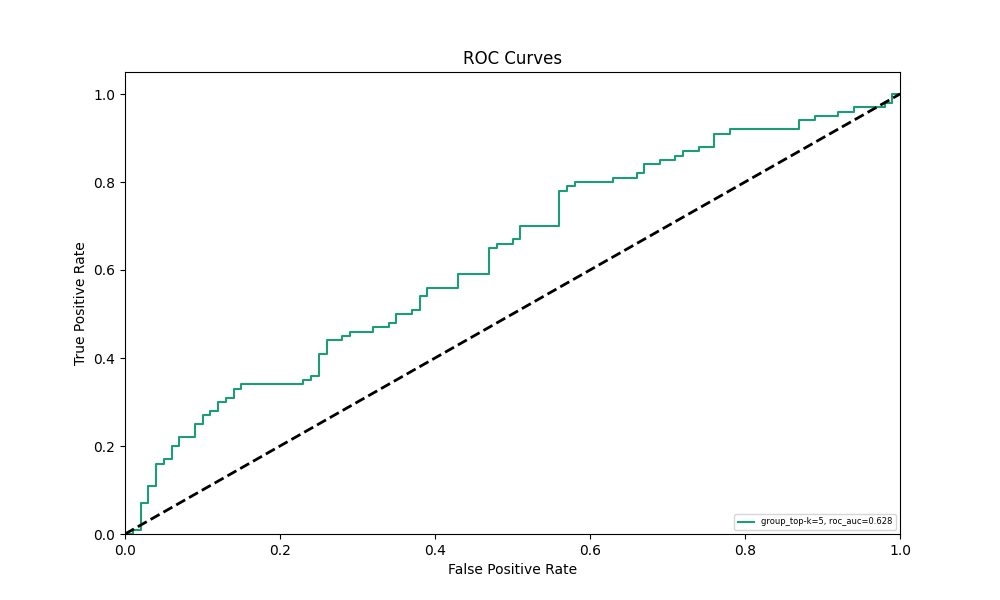 ROC Curves
True Positive Rate
1.0
0.8
0.6
0.4
0.2
0.0
0.0 0.2 0.4 0.6 0.8 1.0
False Positive Rate
group_top-k=5, roc_auc=0.628